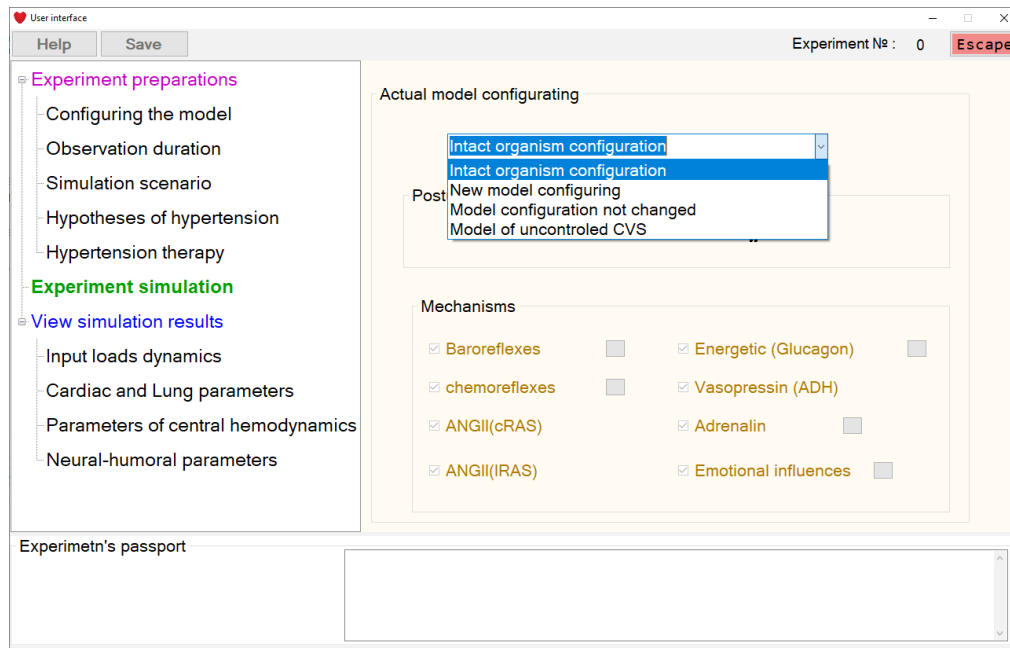 User interface
Help Save Experiment № : 0 Escape
Experiment preparations
Configuring the model
Observation duration
Simulation scenario
Hypotheses of hypertension
Hypertension therapy
Experiment simulation
View simulation results
Input loads dynamics
Cardiac and Lung parameters
Parameters of central hemodynamics
Neural-humoral parameters
Actual model configurating
Intact organism configuration
Intact organism configuration
New model configuring
Model configuration not changed
Model of uncontroled CVS
Post
Mechanisms
Baroreflexes Energetic (Glucagon)
chemoreflexes Vasopressin (ADH)
ANGII(cRAS) Adrenalin
ANGII(lRAS) Emotional influences
Experimetn's passport